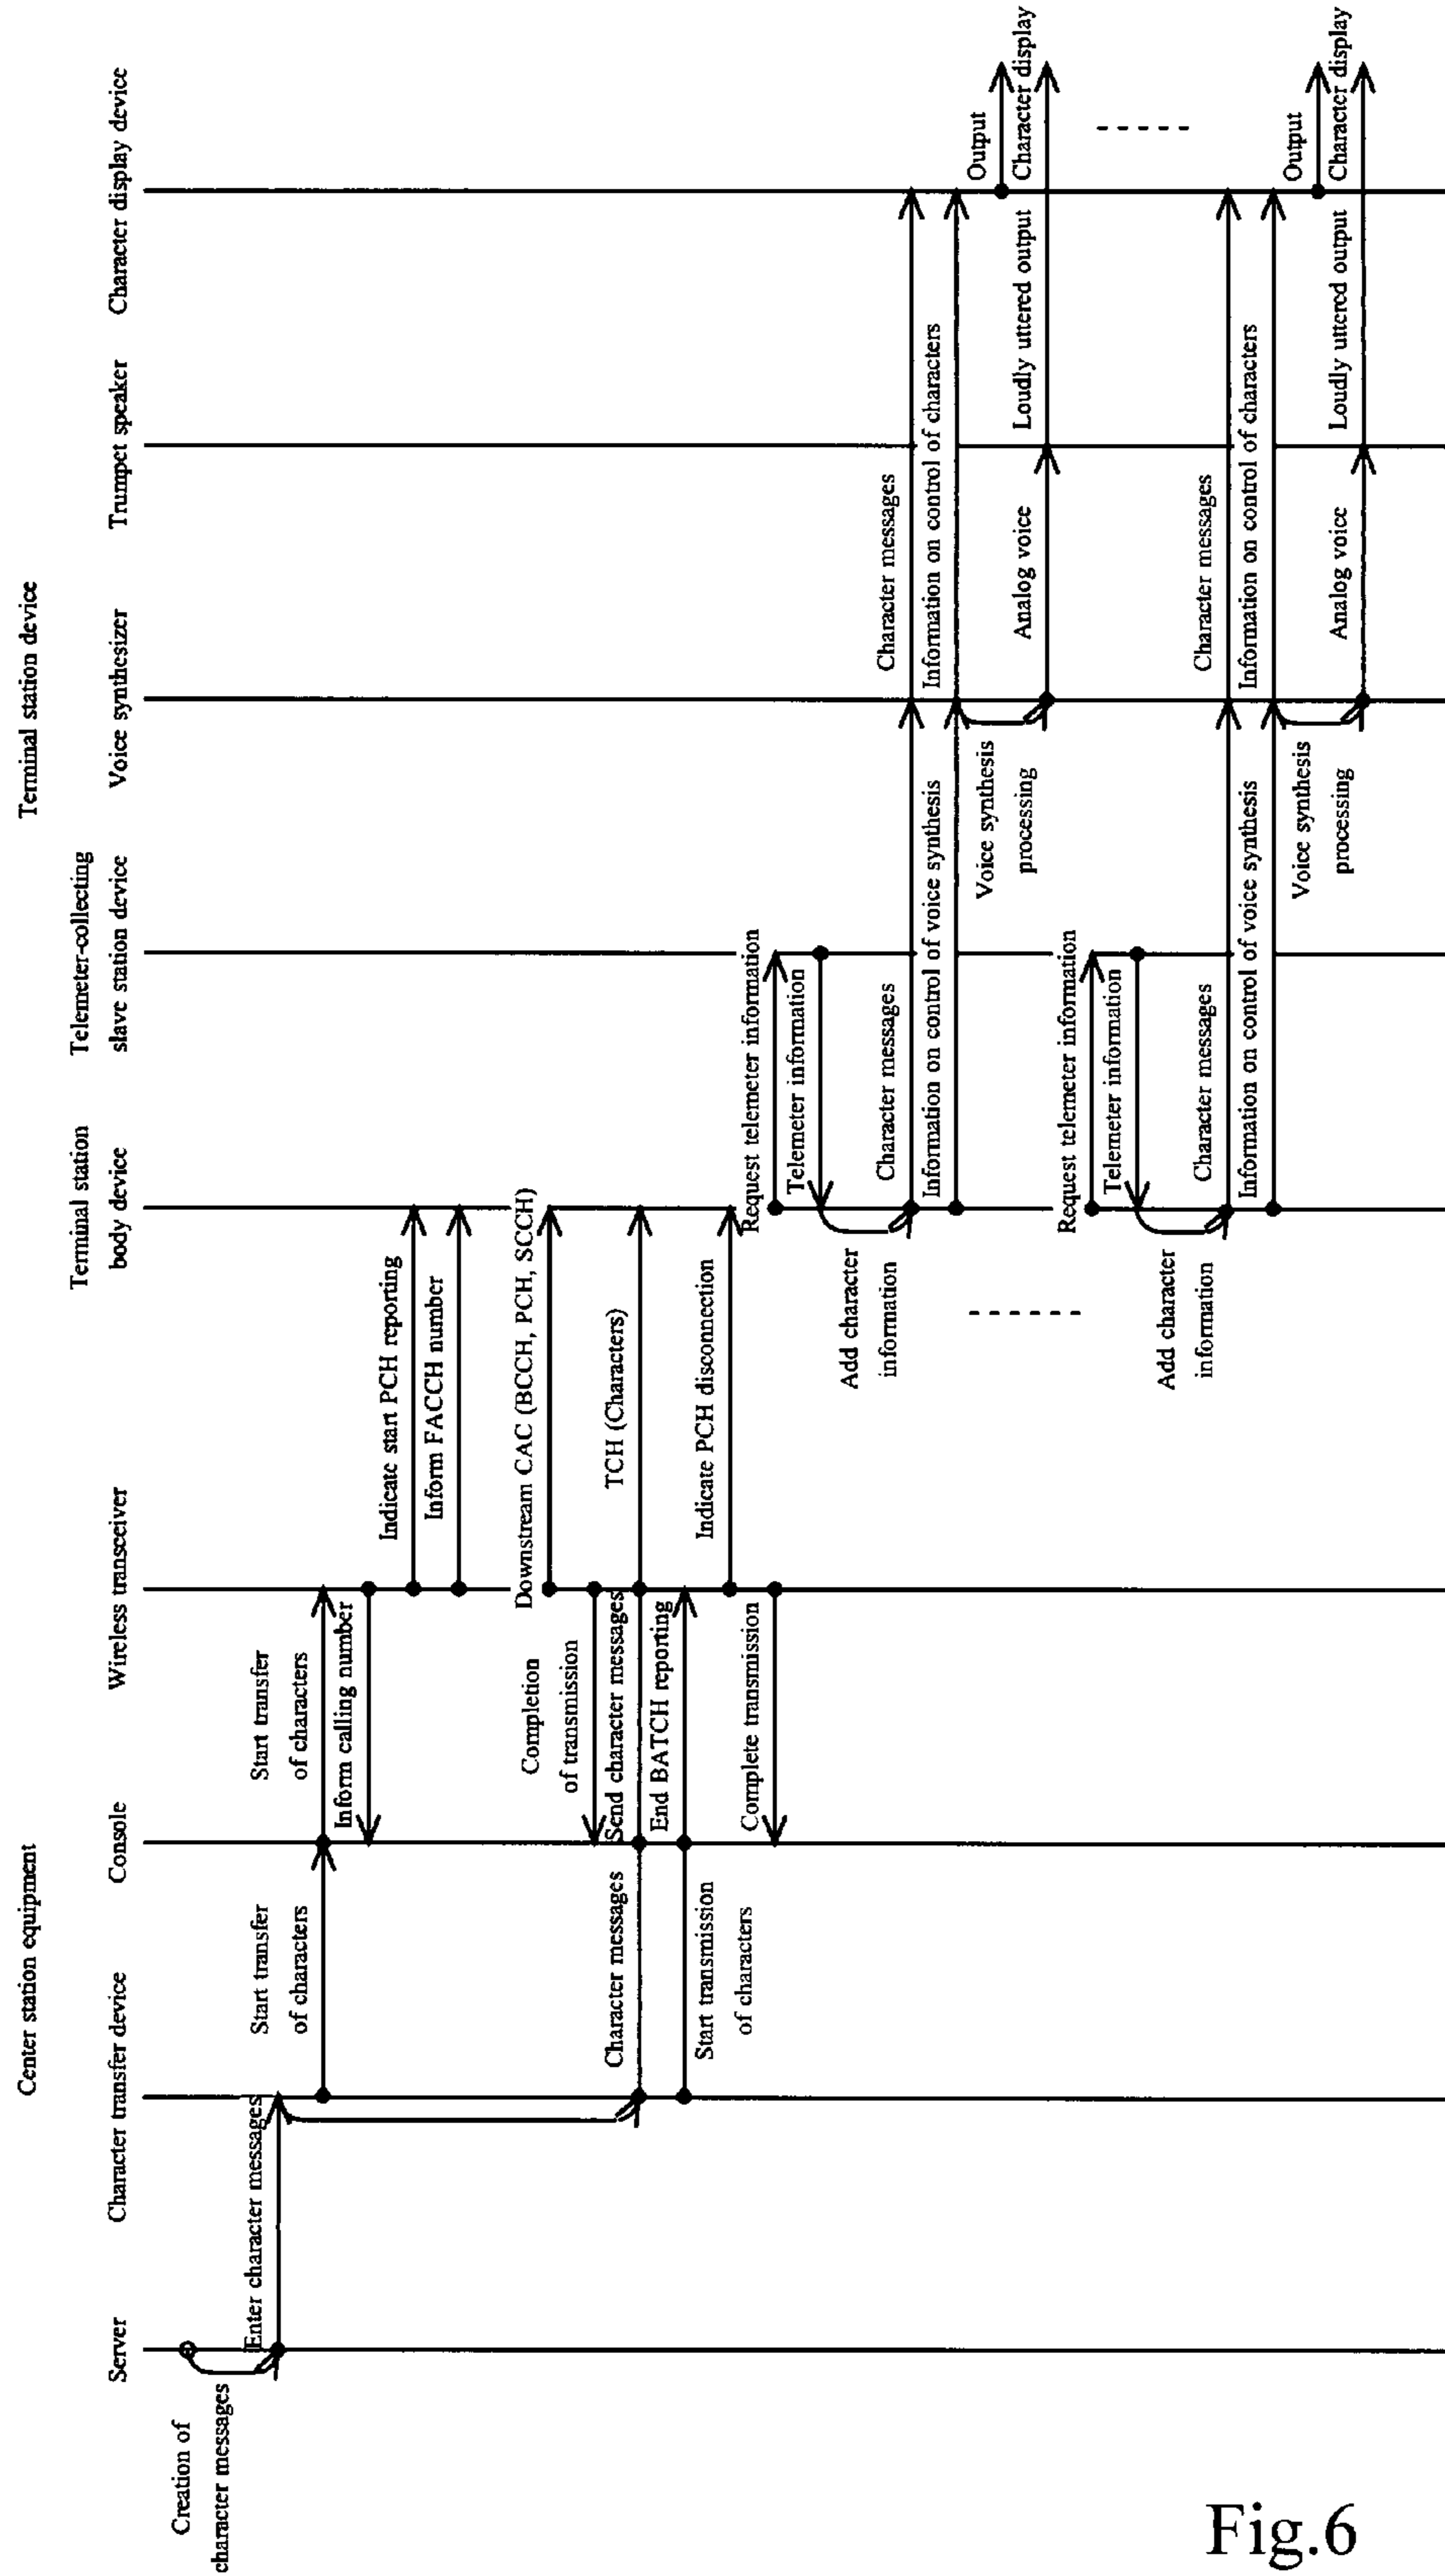 Center station equipment
Terminal station device
Server
Character transfer device
Console
Wireless transceiver
Terminal station
body device
Telemeter-collecting
slave station device
Voice synthesizer
Trumpet speaker
Character display device
Creation of
character messages
Enter character messages
Start transfer
of characters
Start transfer
of characters
Inform calling number
Indicate start PCH reporting
Inform FACCH number
Downstream CAC (BCCH, PCH, SCCH)
Completion
of transmission
Character messages
Send character messages
TCH (Characters)
Start transmission
of characters
End BATCH reporting
Indicate PCH disconnection
Complete transmission
Request telemeter information
Telemeter information
Add character
information
Character messages
Character messages
Information on control of voice synthesis
Information on control of characters
Voice synthesis
processing
Output
Analog voice
Loudly uttered output
Character display
Request telemeter information
Telemeter information
Add character
information
Character messages
Character messages
Information on control of voice synthesis
Information on control of characters
Voice synthesis
processing
Output
Analog voice
Loudly uttered output
Character display
Fig.6